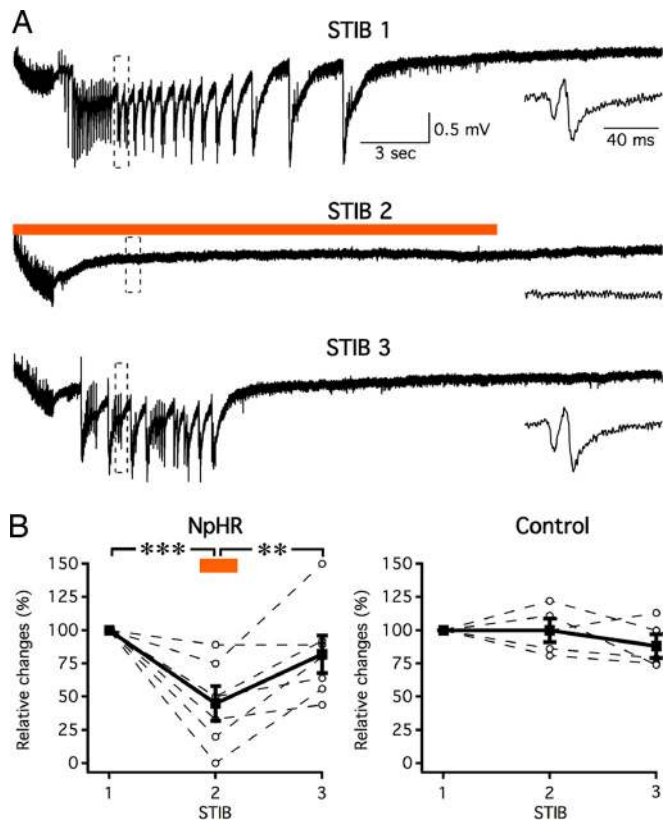 A
STIB 1
0.5 mV
3 sec
40 ms
STIB 2
STIB 3
B
NpHR
Control
*** **
150
125
100
75
50
25
0
Relative changes (%)
1 2 3
STIB
150
125
100
75
50
25
0
Relative changes (%)
1 2 3
STIB